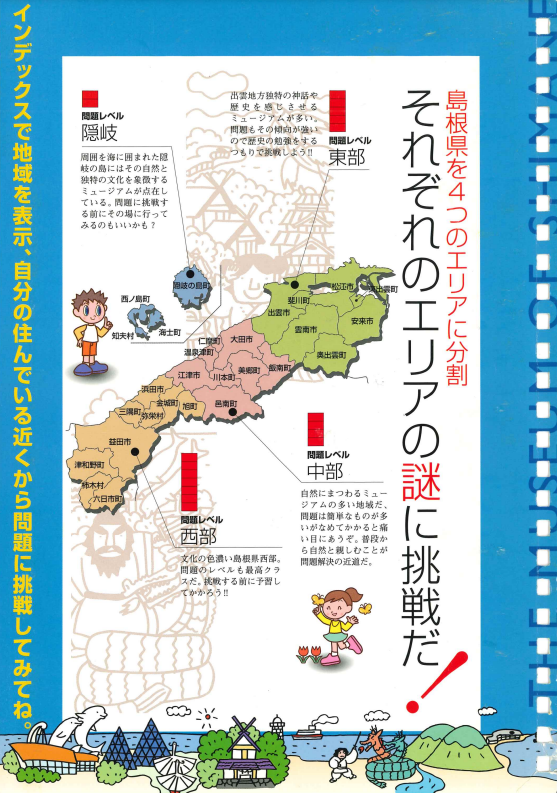 THE MUSEUM OF SHIMANE
島根県を4つのエリアに分割
それぞれのエリアの謎に挑戦だ!
問題レベル
東部
出雲地方独特の神話や
歴史を感じさせる
ミュージアムが多い。
問題もその傾向が強い
ので歴史の勉強をする
つもりで挑戦しよう!!
問題レベル
隠岐
周囲を海に囲まれた隠
岐の島にはその自然と
独特の文化を象徴する
ミュージアムが点在し
ている。問題に挑戦す
る前にその場に行って
みるのもいいかも?
隠岐の島町
西ノ島町
海士町
知夫村
松江市
東出雲町
斐川町
出雲市
安来市
雲南市
奥出雲町
飯南町
大田市
仁摩町
温泉津町
美郷町
川本町
江津市
邑南町
浜田市
金城町
旭町
三隅町
弥栄村
益田市
津和野町
柿木村
六日市町
問題レベル
中部
自然にまつわるミュー
ジアムの多い地域だ、
問題は簡単なものが多
いがなめてかかると痛
い目にあうぞ。普段か
ら自然と親しむことが
問題解決の近道だ。
問題レベル
西部
文化の色濃い島根県西部。
問題のレベルも最高クラ
スだ。挑戦する前に予習し
てかかろう!!
インデックスで地域を表示、自分の住んでいる近くから問題に挑戦してみてね。